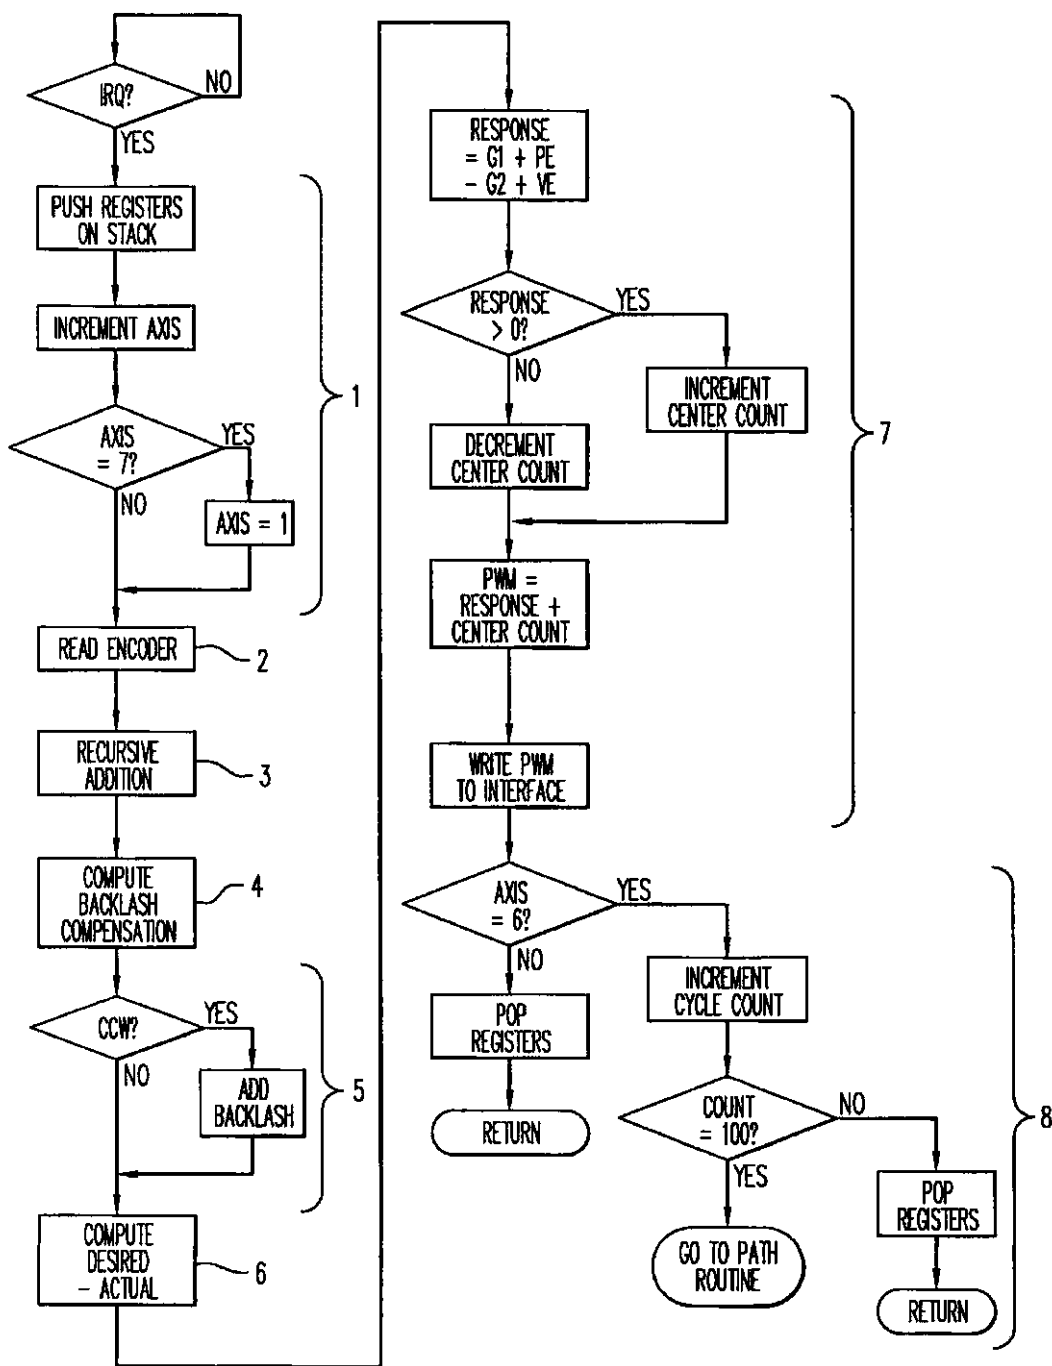 IRQ?
NO
YES
PUSH REGISTERS
ON STACK
INCREMENT AXIS
AXIS
= 7?
YES
NO
AXIS = 1
1
READ ENCODER
2
RECURSIVE
ADDITION
3
COMPUTE
BACKLASH
COMPENSATION
4
CCW?
YES
NO
ADD
BACKLASH
5
COMPUTE
DESIRED
- ACTUAL
6
RESPONSE
= G1 + PE
- G2 + VE
RESPONSE
> 0?
YES
NO
INCREMENT
CENTER COUNT
DECREMENT
CENTER COUNT
PWM =
RESPONSE +
CENTER COUNT
WRITE PWM
TO INTERFACE
7
AXIS
= 6?
YES
NO
POP
REGISTERS
RETURN
INCREMENT
CYCLE COUNT
COUNT
= 100?
NO
YES
GO TO PATH
ROUTINE
POP
REGISTERS
RETURN
8